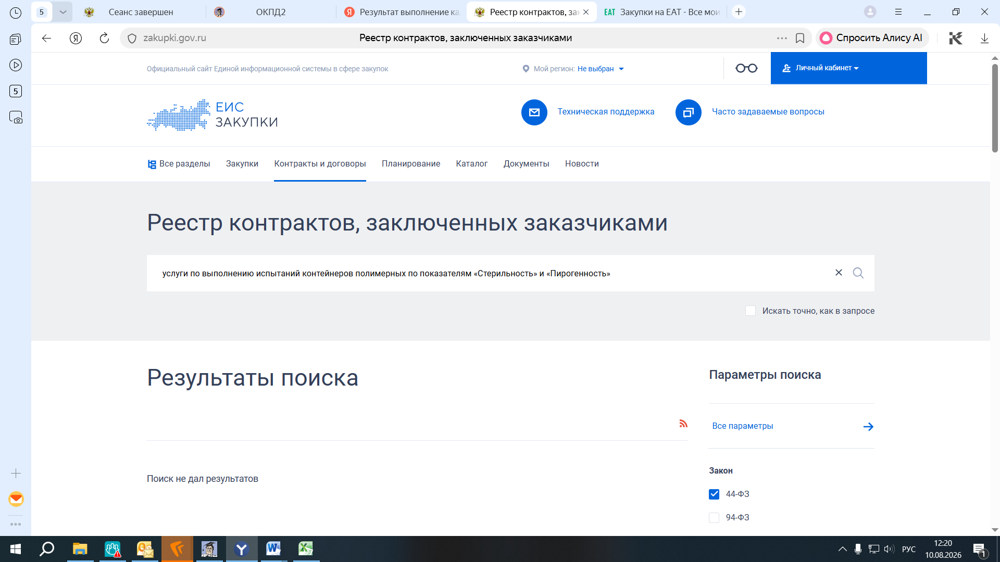 5
Сеанс завершен
ОКПД2
Результат выполнение ка
Реестр контрактов, за
ЕАТ Закупки на ЕАТ - Все мои
zakupki.gov.ru
Реестр контрактов, заключенных заказчиками
Спросить Алису AI
5
Официальный сайт Единой информационной системы в сфере закупок
Мой регион: Не выбран
Личный кабинет
ЕИС
ЗАКУПКИ
Техническая поддержка
Часто задаваемые вопросы
Все разделы
Закупки
Контракты и договоры
Планирование
Каталог
Документы
Новости
Реестр контрактов, заключенных заказчиками
услуги по выполнению испытаний контейнеров полимерных по показателям «Стерильность» и «Пирогенность»
Искать точно, как в запросе
Результаты поиска
Параметры поиска
Все параметры
Поиск не дал результатов
Закон
44-ФЗ
94-ФЗ
РУС
12:20
10.08.2026
1